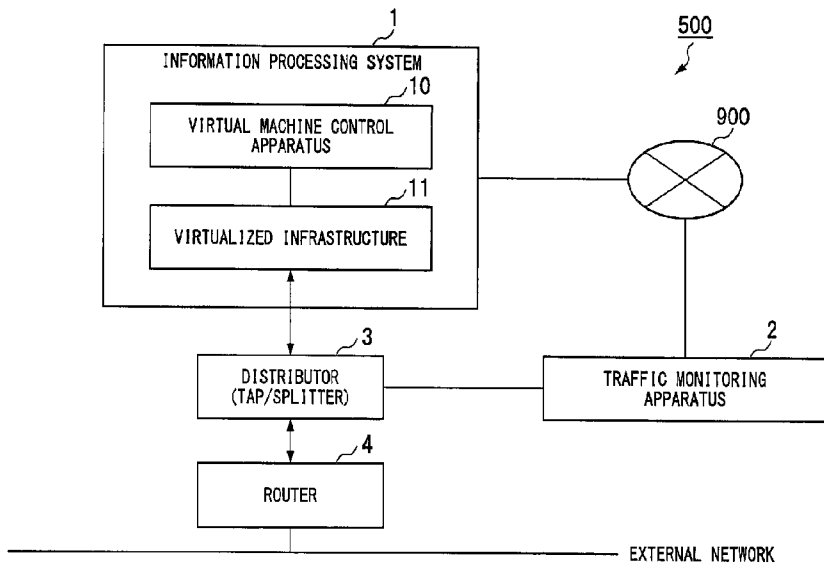 1
500
INFORMATION PROCESSING SYSTEM
10
VIRTUAL MACHINE CONTROL
APPARATUS
900
11
VIRTUALIZED INFRASTRUCTURE
3
2
DISTRIBUTOR
(TAP/SPLITTER)
TRAFFIC MONITORING
APPARATUS
4
ROUTER
EXTERNAL NETWORK